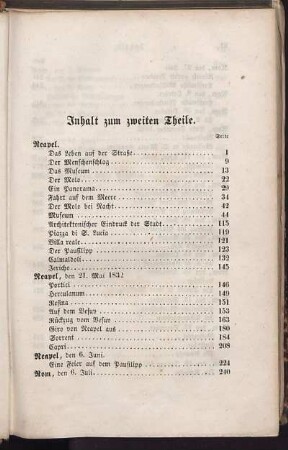 Inhalt zum zweiten Theile.
Seite
Neapel.
Das Leben auf der Straße 1
Der Menschenschlag 9
Das Museum 13
Der Molo 22
Ein Panorama 29
Fahrt auf dem Meere 34
Der Molo bei Nacht 42
Museum 44
Architektonischer Eindruck der Stadt 115
Piazza di S. lucia 119
Villa reale 121
Der Pausilipp 123
Calmaldoli 132
Jericho 145
Neapel, den 21. Mai 183
Portici 146
Herculanum 149
Resina 151
Auf dem Vesuv 153
Rückzug vom Vesuv 163
Giro von Neapel aus 180
Sorrent 184
Capri 208
Neapel, den 6. Juni.
Eine Feier auf dem Pausilipp 224
Rom, den 6. Juli 240